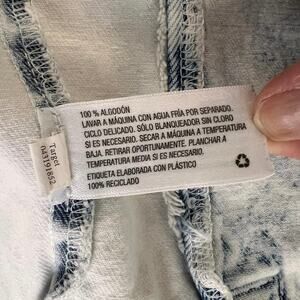 100 % ALGODÓN
LAVAR A MÁQUINA CON AGUA FRÍA POR SEPARADO.
CICLO DELICADO. SÓLO BLANQUEADOR SIN CLORO
SI ES NECESARIO. SECAR A MÁQUINA A TEMPERATURA
BAJA. RETIRAR OPORTUNAMENTE. PLANCHAR A
TEMPERATURA MEDIA SI ES NECESARIO.
ETIQUETA ELABORADA CON PLÁSTICO
100% RECICLADO
Target